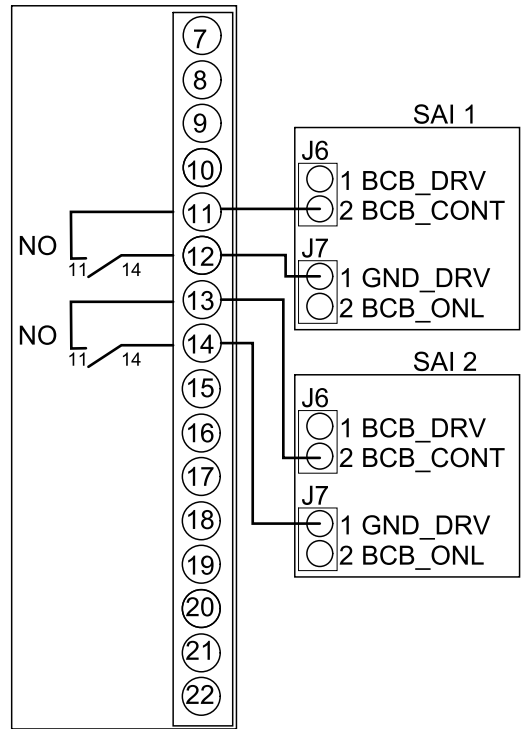 7
8
9
10
11
12
13
14
15
16
17
18
19
20
21
22
NO
11 14
NO
11 14
SAI 1
J6
1 BCB_DRV
2 BCB_CONT
J7
1 GND_DRV
2 BCB_ONL
SAI 2
J6
1 BCB_DRV
2 BCB_CONT
J7
1 GND_DRV
2 BCB_ONL